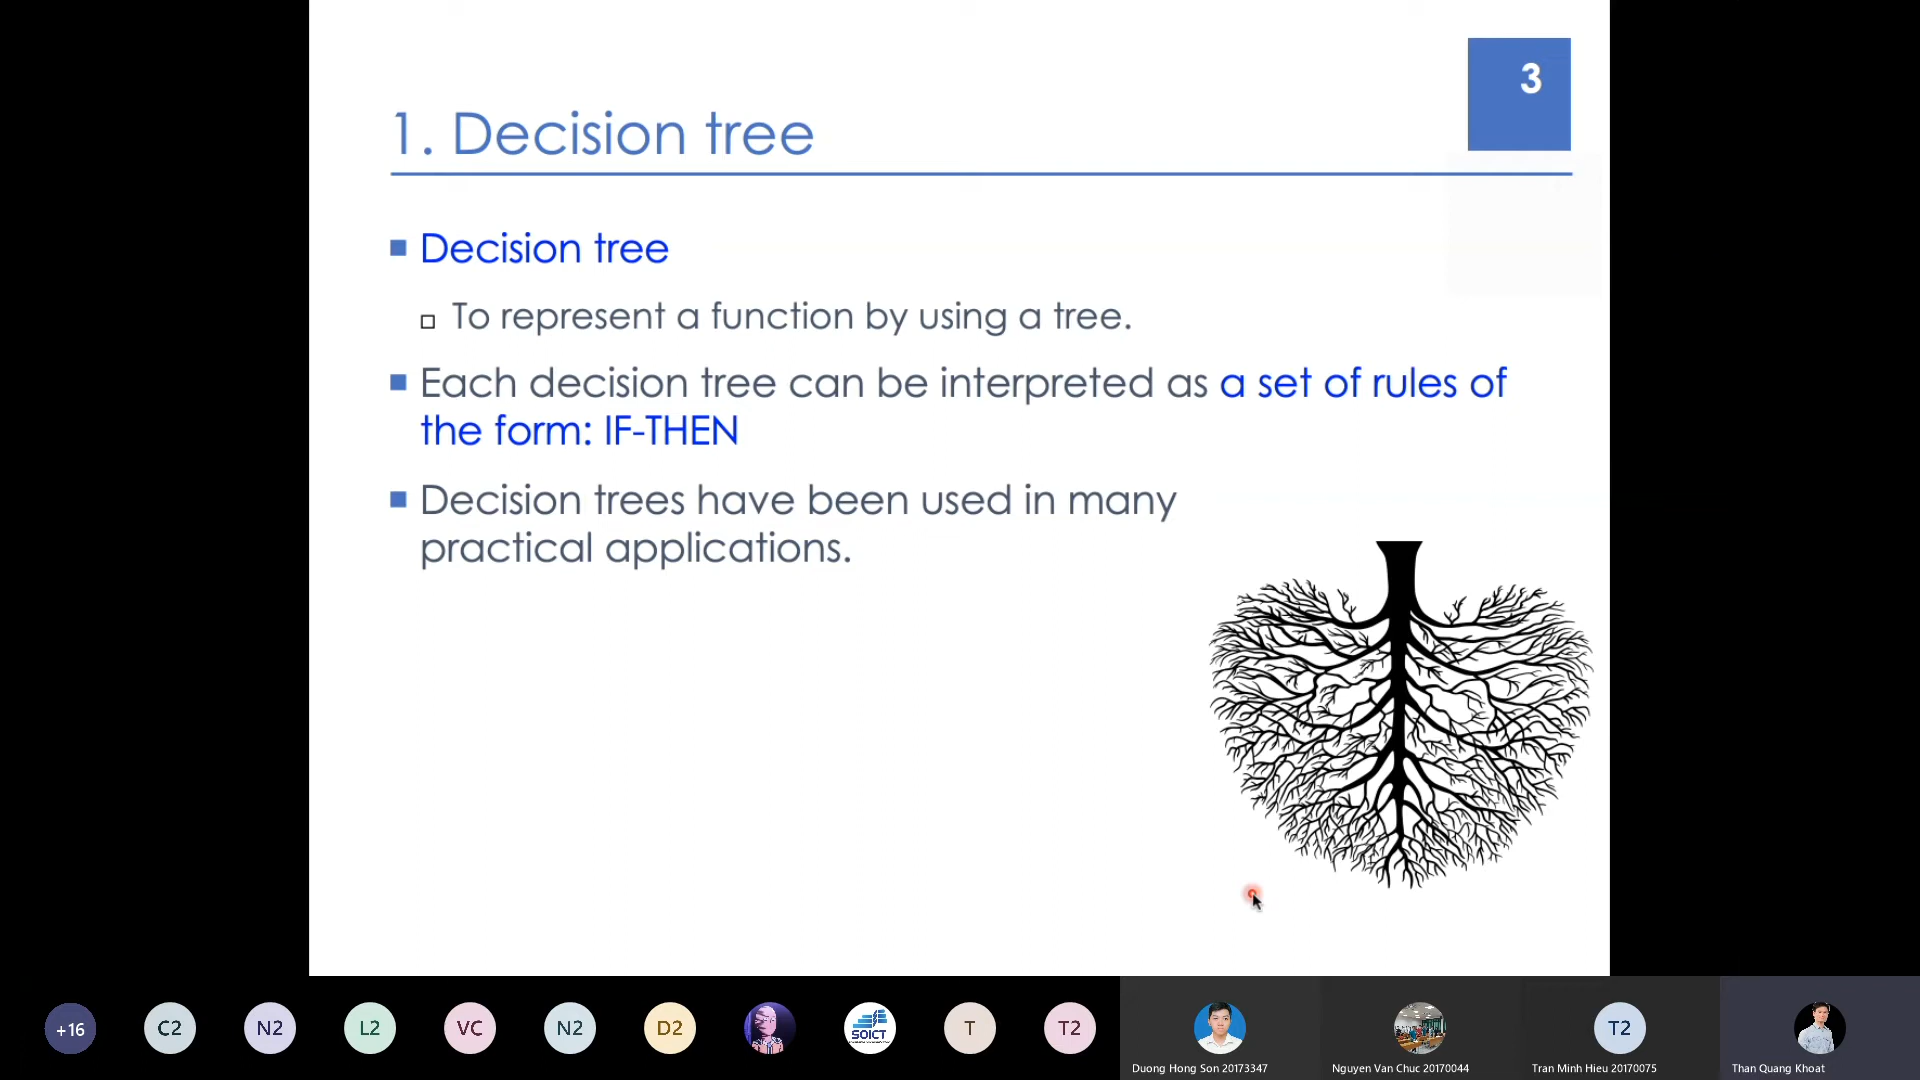 3
1. Decision tree
Decision tree
To represent a function by using a tree.
Each decision tree can be interpreted as a set of rules of
the form: IF-THEN
Decision trees have been used in many
practical applications.
+16
C2
N2
L2
VC
N2
D2
SOICT
T
T2
T2
Duong Hong Son 20173347
Nguyen Van Chuc 20170044
Tran Minh Hieu 20170075
Than Quang Khoat